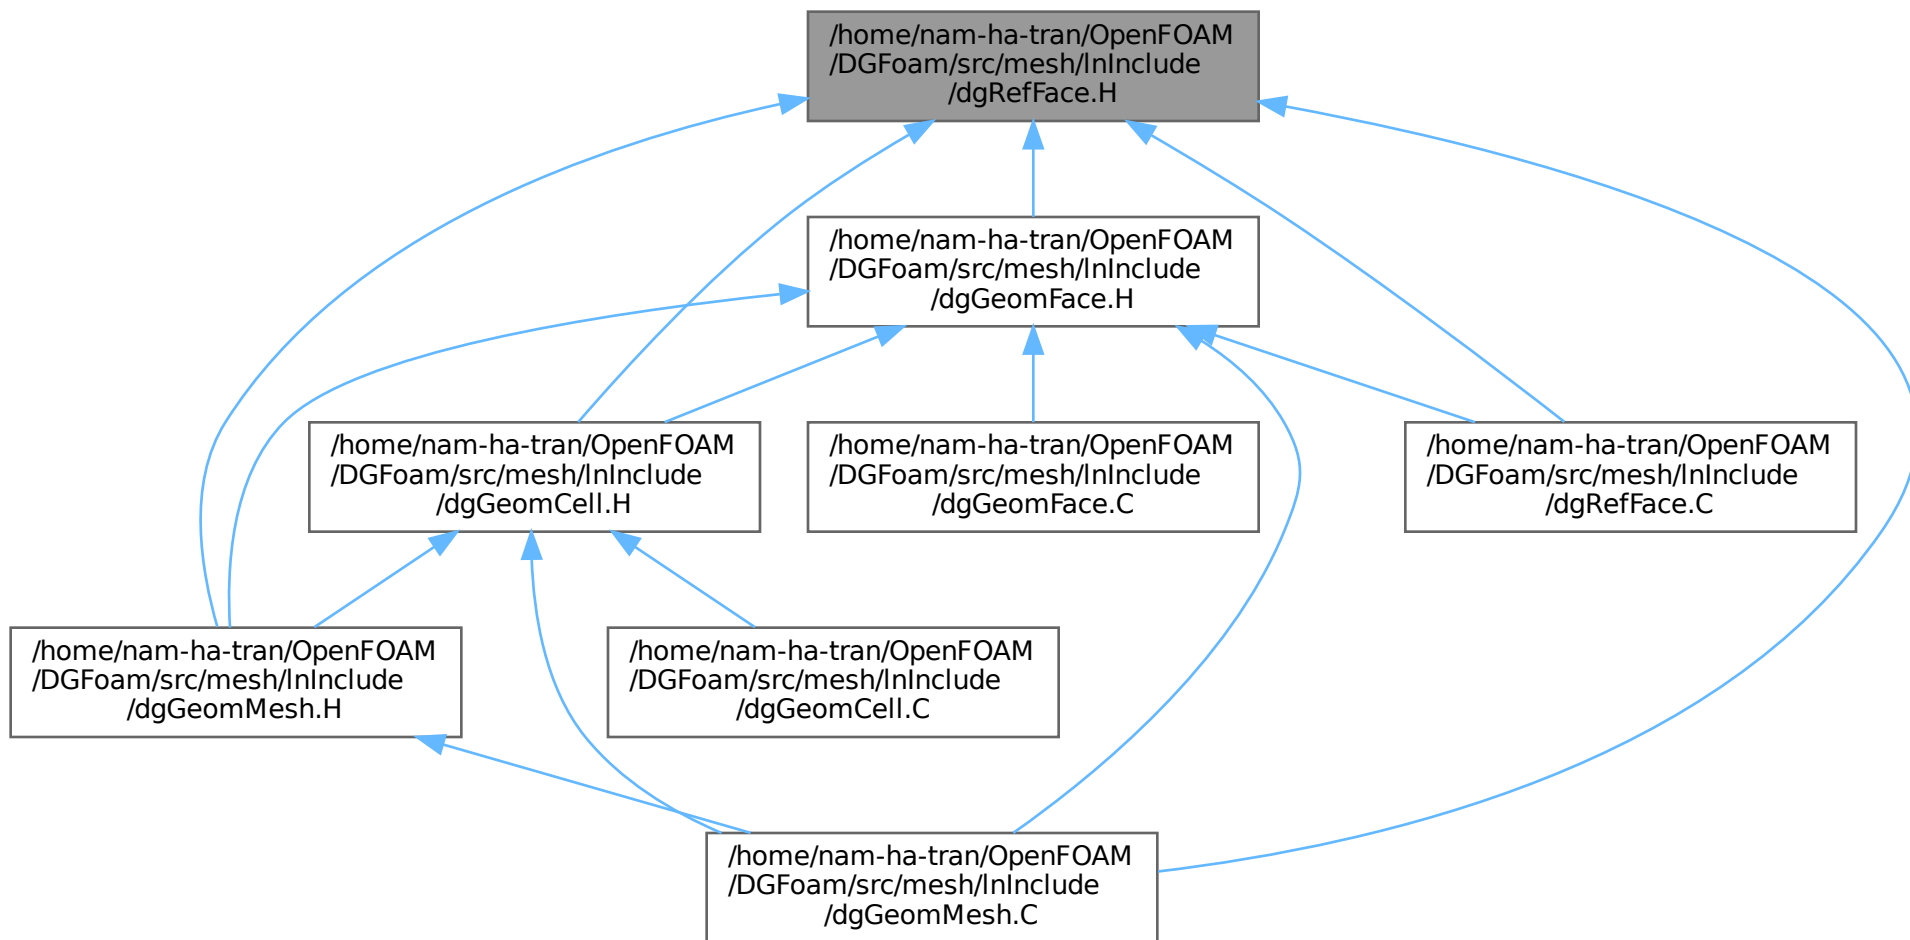 /home/nam-ha-tran/OpenFOAM
/DGFoam/src/mesh/lnInclude
/dgRefFace.H
/home/nam-ha-tran/OpenFOAM
/DGFoam/src/mesh/lnInclude
/dgGeomFace.H
/home/nam-ha-tran/OpenFOAM
/DGFoam/src/mesh/lnInclude
/dgGeomCell.H
/home/nam-ha-tran/OpenFOAM
/DGFoam/src/mesh/lnInclude
/dgGeomFace.C
/home/nam-ha-tran/OpenFOAM
/DGFoam/src/mesh/lnInclude
/dgRefFace.C
/home/nam-ha-tran/OpenFOAM
/DGFoam/src/mesh/lnInclude
/dgGeomMesh.H
/home/nam-ha-tran/OpenFOAM
/DGFoam/src/mesh/lnInclude
/dgGeomCell.C
/home/nam-ha-tran/OpenFOAM
/DGFoam/src/mesh/lnInclude
/dgGeomMesh.C